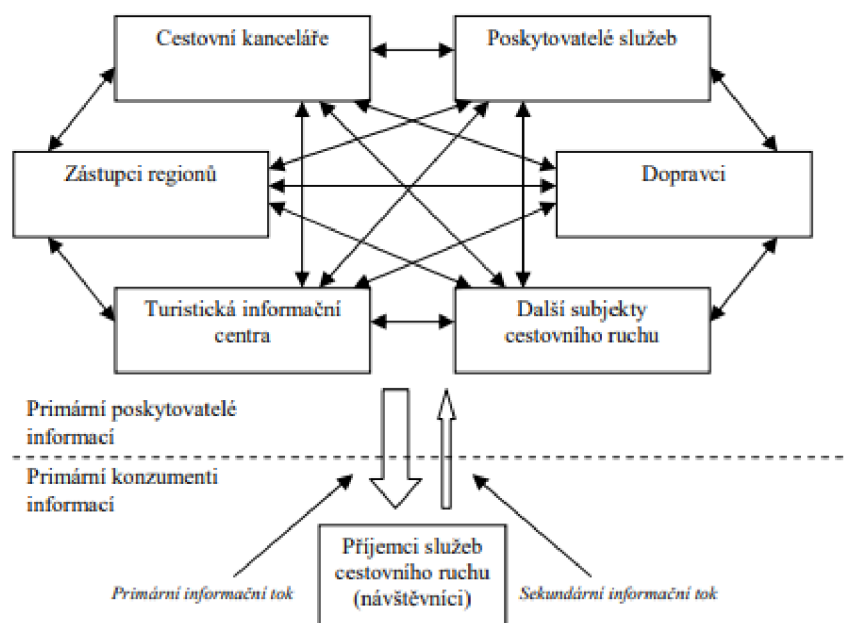 Cestovní kanceláře
Poskytovatelé služeb
Zástupci regionů
Dopravci
Turistická informační
centra
Další subjekty
cestovního ruchu
Primární poskytovatelé
informací
Primární konzumenti
informací
Příjemci služeb
cestovního ruchu
(návštěvníci)
Primární informační tok
Sekundární informační tok